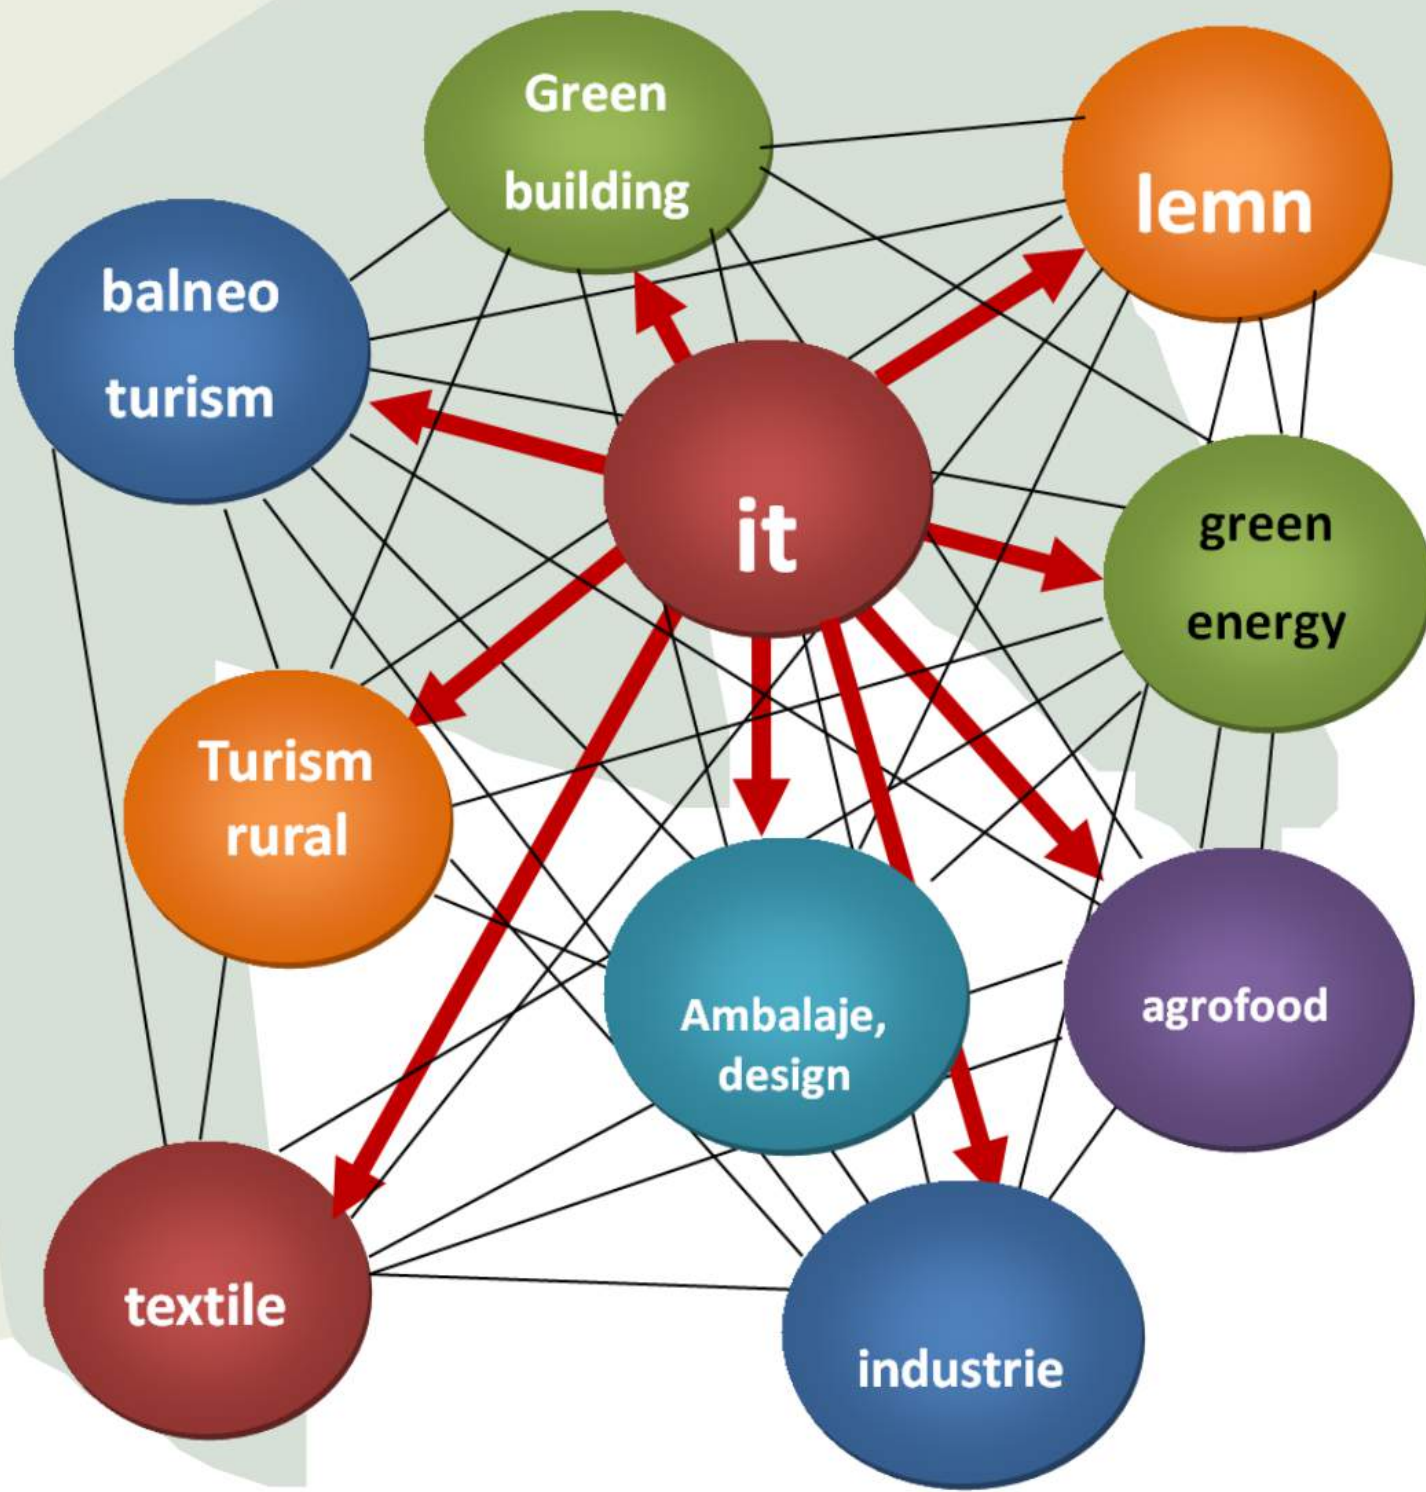 Green
building
lemn
balneo
turism
it
green
energy
Turism
rural
Ambalaje,
design
agrofood
textile
industrie